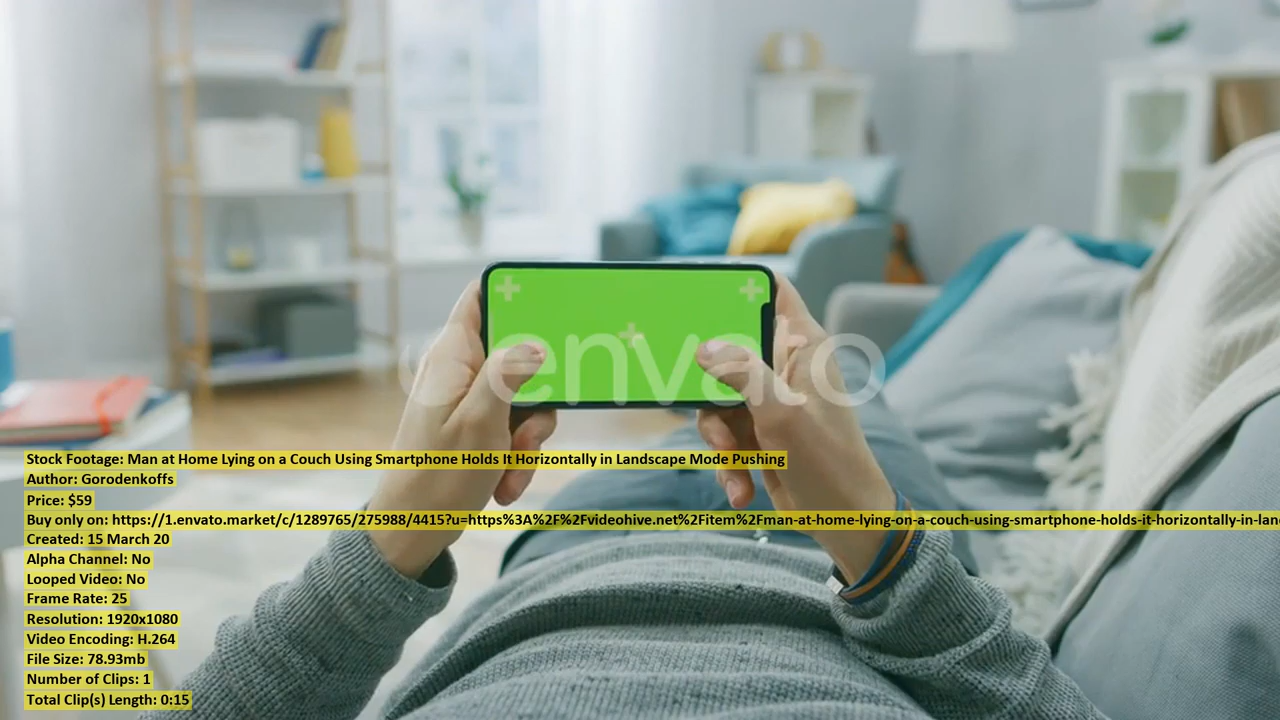 envato
Stock Footage: Man at Home Lying on a Couch Using Smartphone Holds It Horizontally in Landscape Mode Pushing
Author: Gorodenkoffs
Price: $59
Buy only on: https://1.envato.market/c/1289765/275988/4415?u=https%3A%2F%2Fvideohive.net%2Fitem%2Fman-at-home-lying-on-a-couch-using-smartphone-holds-it-horizontally-in-lan
Created: 15 March 20
Alpha Channel: No
Looped Video: No
Frame Rate: 25
Resolution: 1920x1080
Video Encoding: H.264
File Size: 78.93mb
Number of Clips: 1
Total Clip(s) Length: 0:15